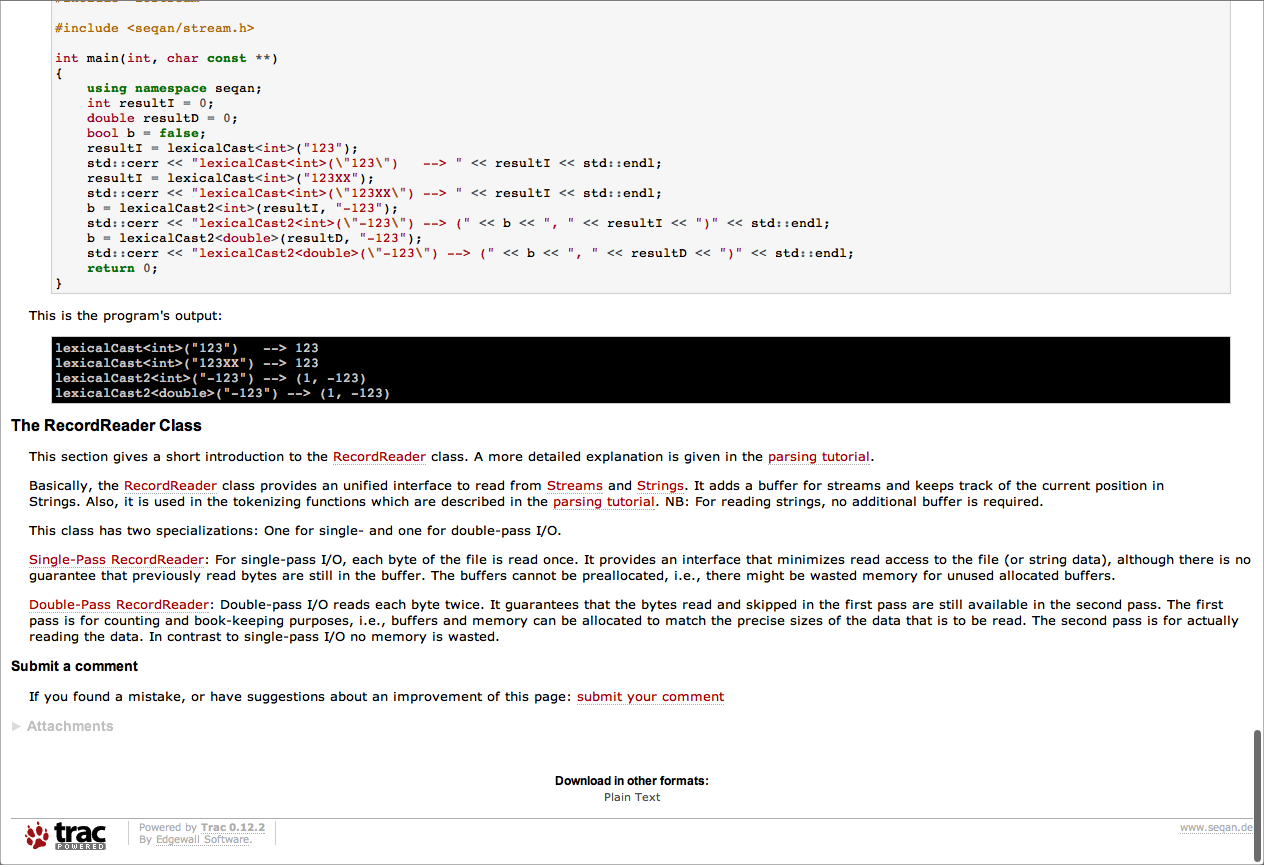 #include <seqan/stream.h>
int main(int, char const **)
{
using namespace seqan;
int resultI = 0;
double resultD = 0;
bool b = false;
resultI = lexicalCast<int>("123");
std::cerr << "lexicalCast<int>(\"123\")   --> " << resultI << std::endl;
resultI = lexicalCast<int>("123XX");
std::cerr << "lexicalCast<int>(\"123XX\") --> " << resultI << std::endl;
b = lexicalCast2<int>(resultI, "-123");
std::cerr << "lexicalCast2<int>(\"-123\") --> (" << b << ", " << resultI << ")" << std::endl;
b = lexicalCast2<double>(resultD, "-123");
std::cerr << "lexicalCast2<double>(\"-123\") --> (" << b << ", " << resultD << ")" << std::endl;
return 0;
}
This is the program's output:
lexicalCast<int>("123")   --> 123
lexicalCast<int>("123XX") --> 123
lexicalCast2<int>("-123") --> (1, -123)
lexicalCast2<double>("-123") --> (1, -123)
The RecordReader Class
This section gives a short introduction to the RecordReader class. A more detailed explanation is given in the parsing tutorial.
Basically, the RecordReader class provides an unified interface to read from Streams and Strings. It adds a buffer for streams and keeps track of the current position in
Strings. Also, it is used in the tokenizing functions which are described in the parsing tutorial. NB: For reading strings, no additional buffer is required.
This class has two specializations: One for single- and one for double-pass I/O.
Single-Pass RecordReader: For single-pass I/O, each byte of the file is read once. It provides an interface that minimizes read access to the file (or string data), although there is no
guarantee that previously read bytes are still in the buffer. The buffers cannot be preallocated, i.e., there might be wasted memory for unused allocated buffers.
Double-Pass RecordReader: Double-pass I/O reads each byte twice. It guarantees that the bytes read and skipped in the first pass are still available in the second pass. The first
pass is for counting and book-keeping purposes, i.e., buffers and memory can be allocated to match the precise sizes of the data that is to be read. The second pass is for actually
reading the data. In contrast to single-pass I/O no memory is wasted.
Submit a comment
If you found a mistake, or have suggestions about an improvement of this page: submit your comment
Attachments
Download in other formats:
Plain Text
trac
POWERED
Powered by Trac 0.12.2
By Edgewall Software.
www.seqan.de